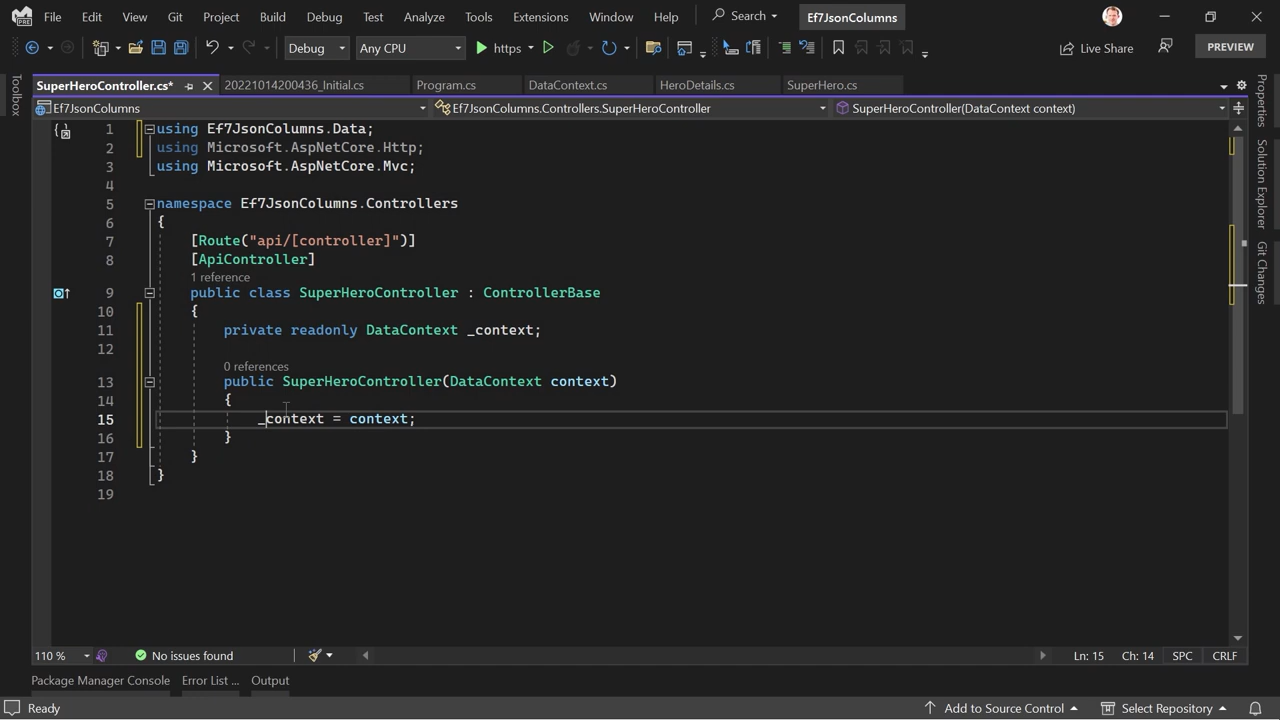 File Edit View Git Project Build Debug Test Analyze Tools Extensions Window Help Search Ef7JsonColumns
Debug Any CPU https Live Share PREVIEW
SuperHeroController.cs* 20221014200436_Initial.cs Program.cs DataContext.cs HeroDetails.cs SuperHero.cs
Ef7JsonColumns Ef7JsonColumns.Controllers.SuperHeroController SuperHeroController(DataContext context)
Toolbox
Properties
Solution Explorer
Git Changes
1 using Ef7JsonColumns.Data;
2 using Microsoft.AspNetCore.Http;
3 using Microsoft.AspNetCore.Mvc;
4
5 namespace Ef7JsonColumns.Controllers
6 {
7 [Route("api/[controller]")]
8 [ApiController]
1 reference
9 public class SuperHeroController : ControllerBase
10 {
11 private readonly DataContext _context;
12
0 references
13 public SuperHeroController(DataContext context)
14 {
15 _context = context;
16 }
17 }
18 }
19
110 % No issues found Ln: 15 Ch: 14 SPC CRLF
Package Manager Console Error List ... Output
Ready Add to Source Control Select Repository